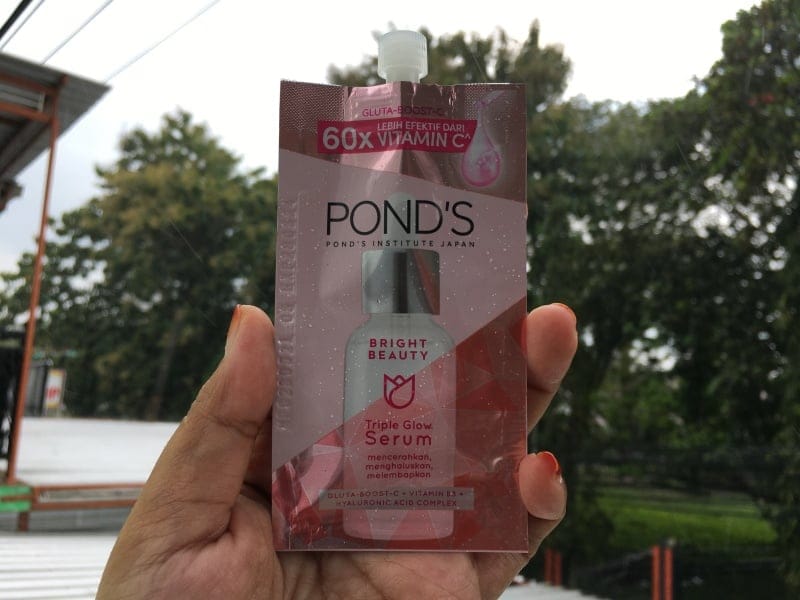 GLUTA-BOOST-C
60x LEBIH EFEKTIF DARI
VITAMIN C^
POND'S
POND'S INSTITUTE JAPAN
BRIGHT
BEAUTY
Triple Glow
Serum
mencerahkan,
menghaluskan,
melembapkan
GLUTA-BOOST-C + VITAMIN B3 +
HYALURONIC ACID COMPLEX